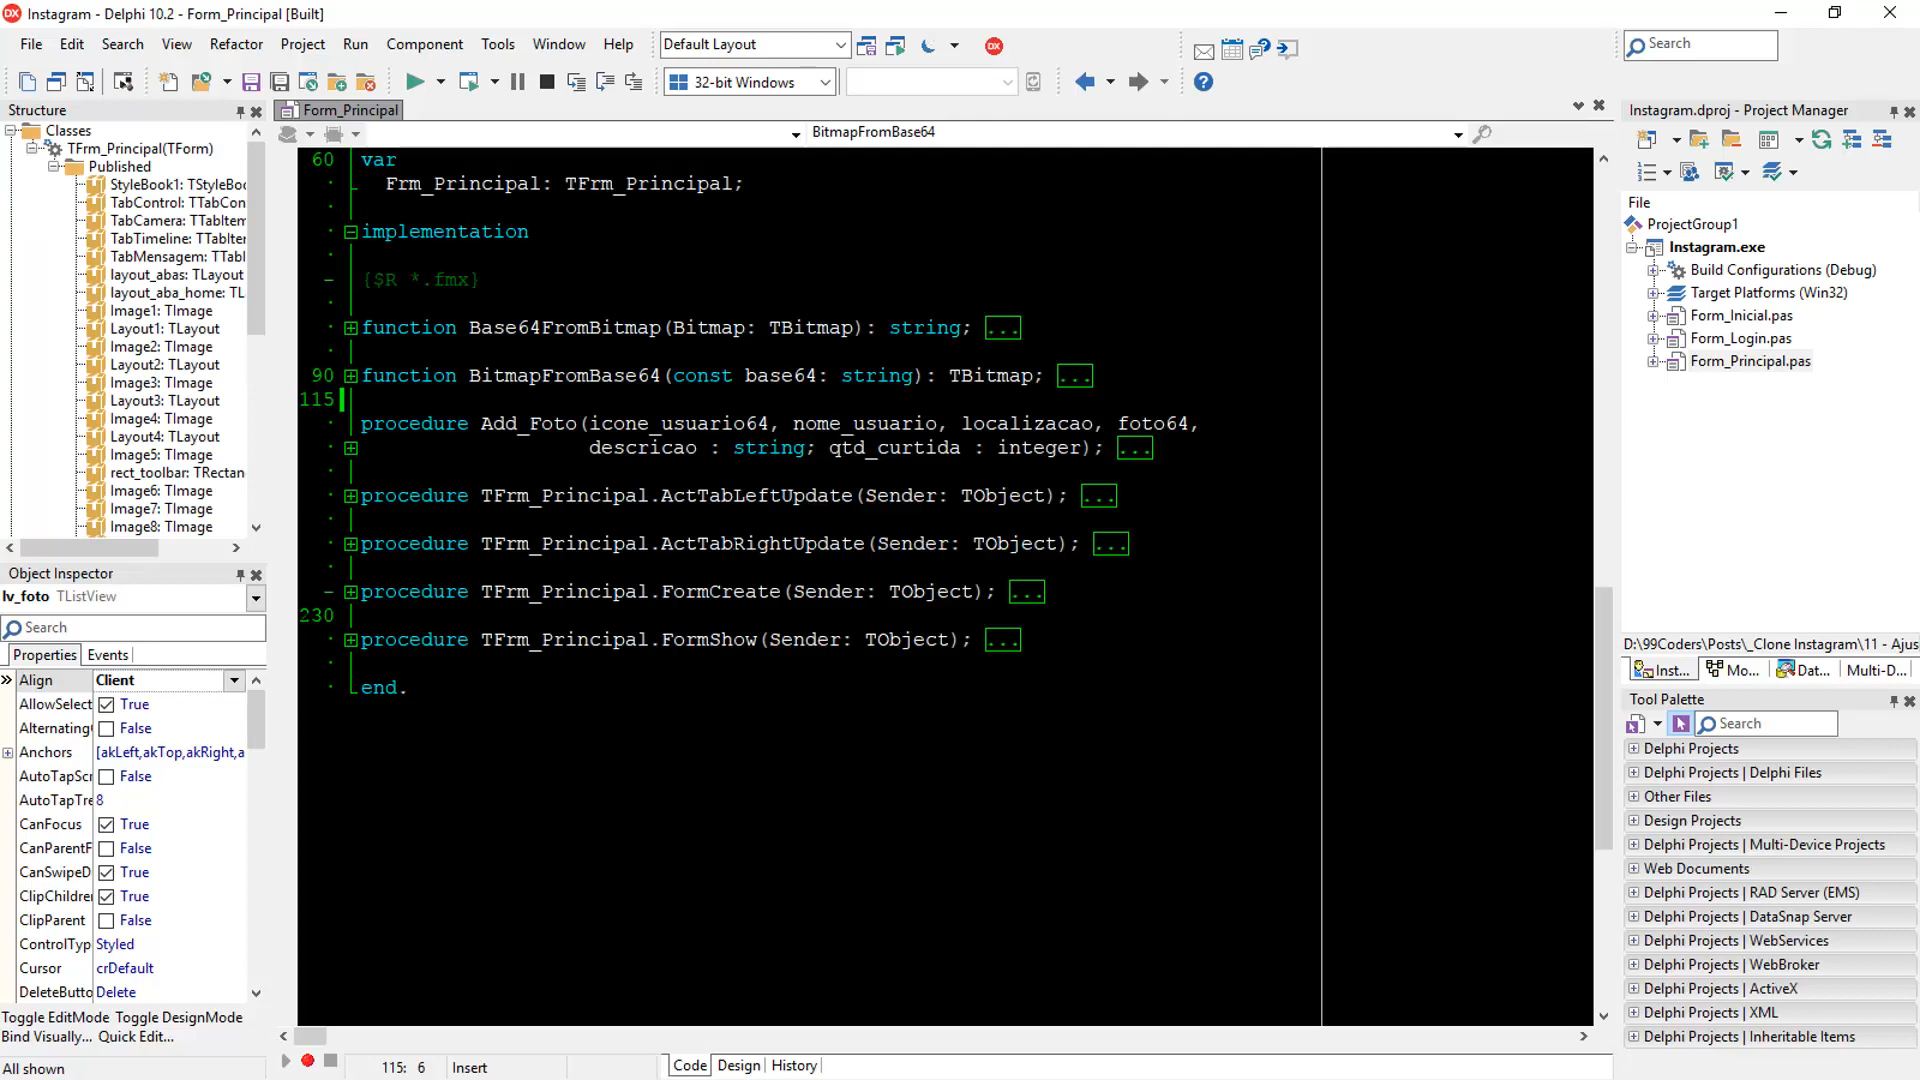 Instagram - Delphi 10.2 - Form_Principal [Built]
File Edit Search View Refactor Project Run Component Tools Window Help
Default Layout
Search
32-bit Windows
Structure
Classes
TFrm_Principal(TForm)
Published
StyleBook1: TStyleBoo
TabControl: TTabCon
TabCamera: TTabItem
TabTimeline: TTabIter
TabMensagem: TTabI
layout_abas: TLayout
layout_aba_home: TL
Image1: TImage
Layout1: TLayout
Image2: TImage
Layout2: TLayout
Image3: TImage
Layout3: TLayout
Image4: TImage
Layout4: TLayout
Image5: TImage
rect_toolbar: TRectan
Image6: TImage
Image7: TImage
Image8: TImage
Object Inspector
lv_foto TListView
Search
Properties Events
Align Client
AllowSelect True
Alternating False
Anchors [akLeft,akTop,akRight,a
AutoTapScr False
AutoTapTre 8
CanFocus True
CanParentF False
CanSwipeD True
ClipChildre True
ClipParent False
ControlTyp Styled
Cursor crDefault
DeleteButto Delete
Toggle EditMode Toggle DesignMode
Bind Visually... Quick Edit...
All shown
Form_Principal
BitmapFromBase64
60 var
Frm_Principal: TFrm_Principal;
implementation
{$R *.fmx}
function Base64FromBitmap(Bitmap: TBitmap): string; ...
90 function BitmapFromBase64(const base64: string): TBitmap; ...
115
procedure Add_Foto(icone_usuario64, nome_usuario, localizacao, foto64,
descricao : string; qtd_curtida : integer); ...
procedure TFrm_Principal.ActTabLeftUpdate(Sender: TObject); ...
procedure TFrm_Principal.ActTabRightUpdate(Sender: TObject); ...
procedure TFrm_Principal.FormCreate(Sender: TObject); ...
230
procedure TFrm_Principal.FormShow(Sender: TObject); ...
end.
115: 6 Insert
Code Design History
Instagram.dproj - Project Manager
File
ProjectGroup1
Instagram.exe
Build Configurations (Debug)
Target Platforms (Win32)
Form_Inicial.pas
Form_Login.pas
Form_Principal.pas
D:\99Coders\Posts\_Clone Instagram\11 - Ajus
Inst... Mo... Dat... Multi-D...
Tool Palette
Search
Delphi Projects
Delphi Projects | Delphi Files
Other Files
Design Projects
Delphi Projects | Multi-Device Projects
Web Documents
Delphi Projects | RAD Server (EMS)
Delphi Projects | DataSnap Server
Delphi Projects | WebServices
Delphi Projects | WebBroker
Delphi Projects | ActiveX
Delphi Projects | XML
Delphi Projects | Inheritable Items